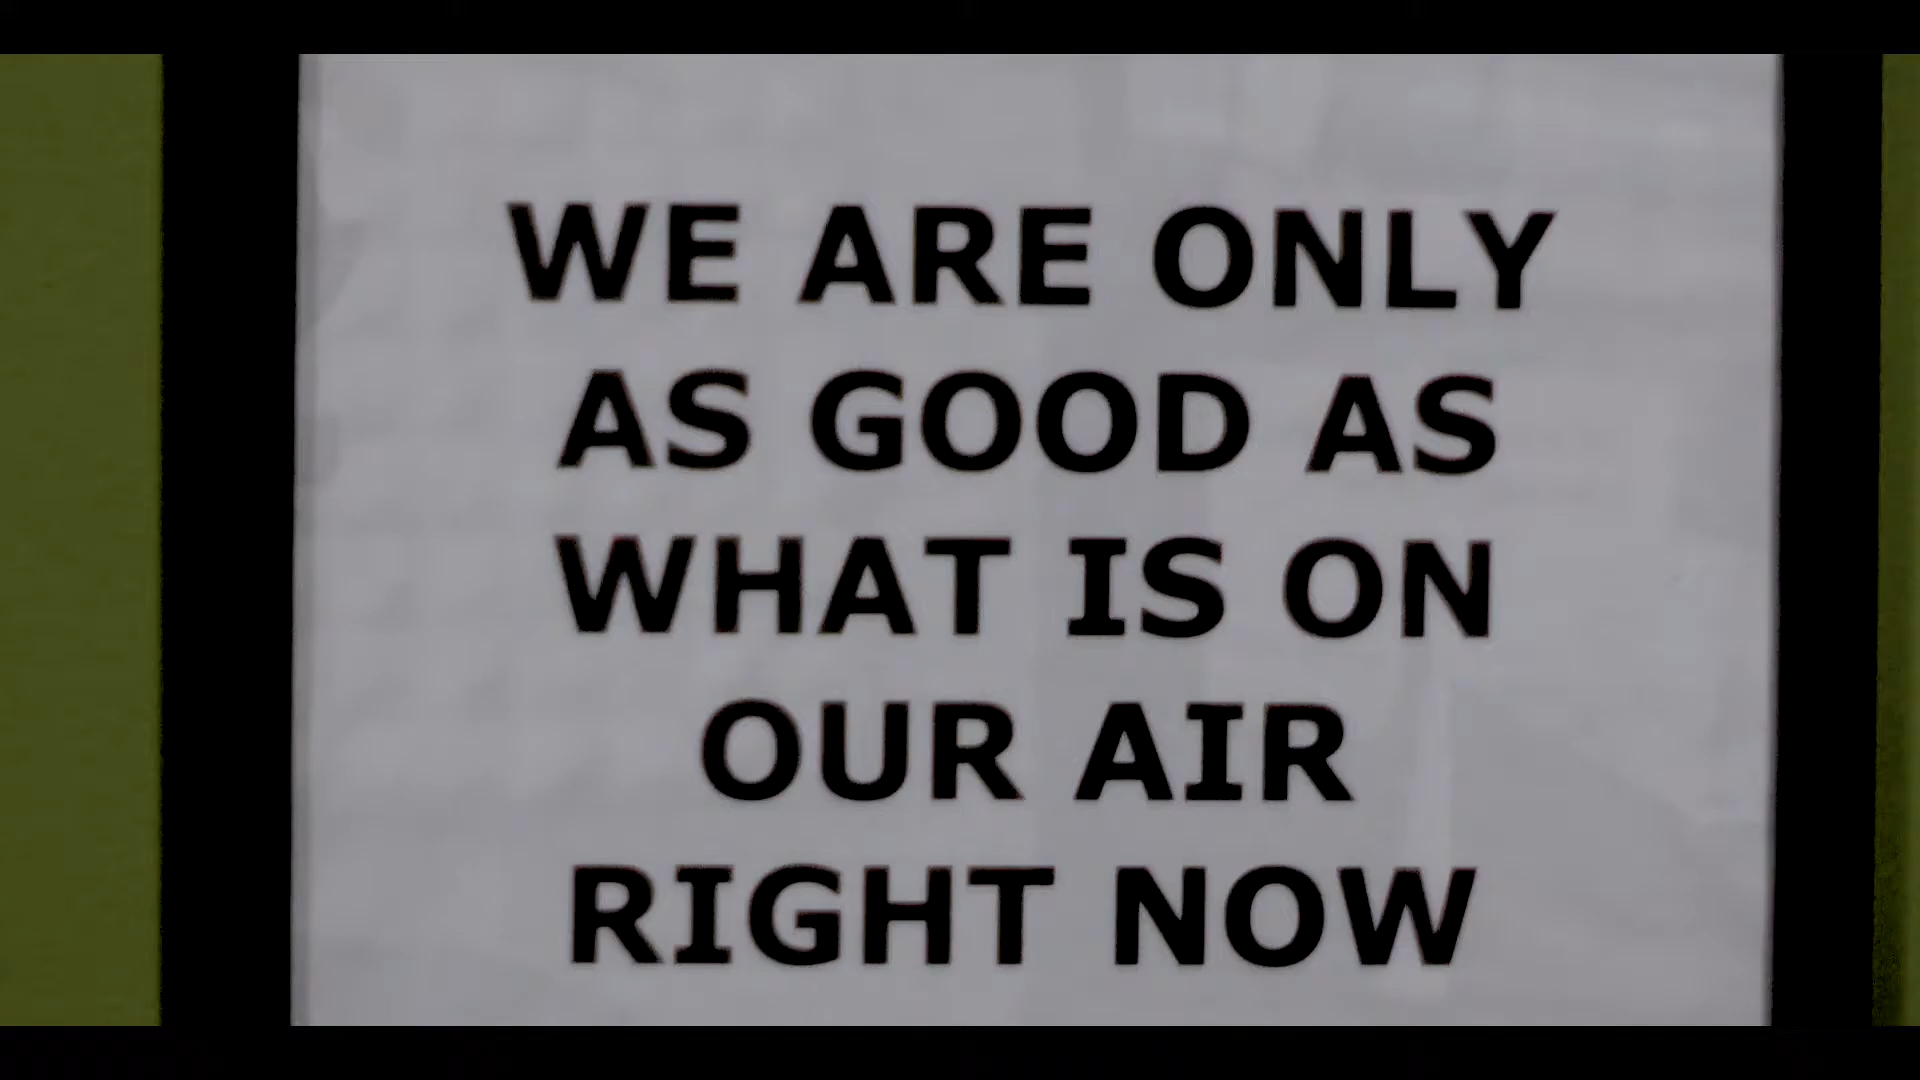 WE ARE ONLY
AS GOOD AS
WHAT IS ON
OUR AIR
RIGHT NOW